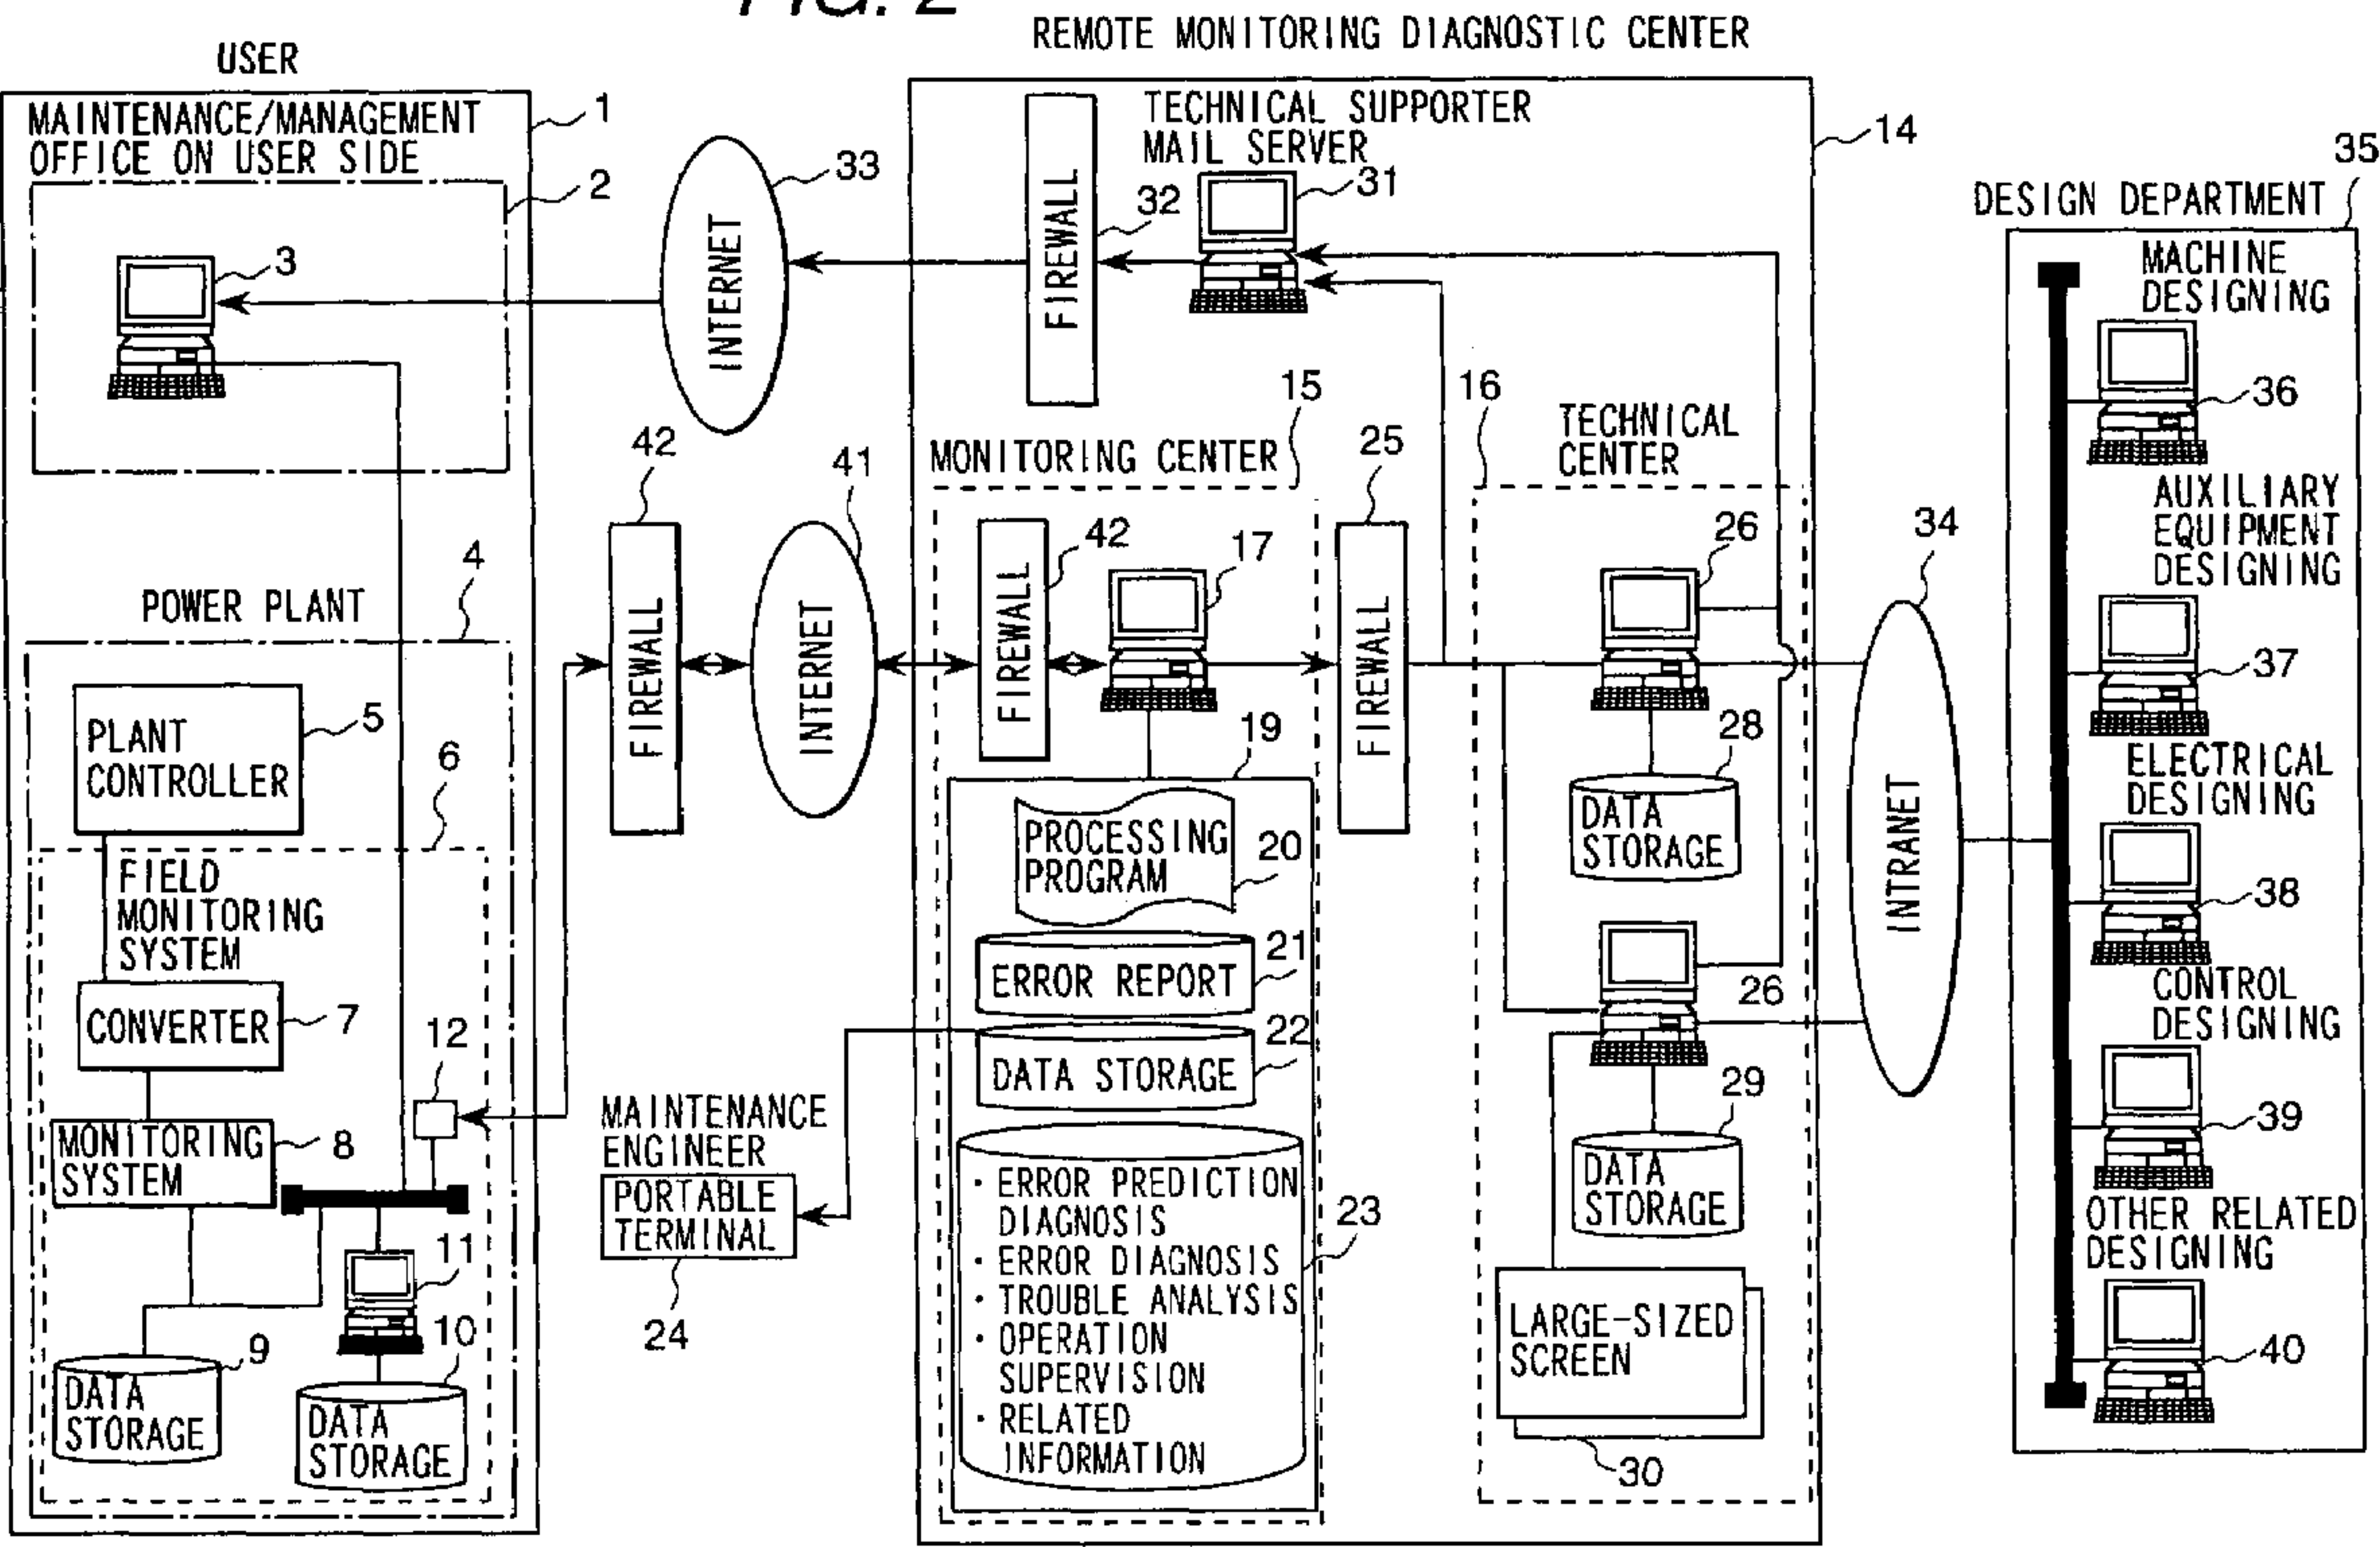 FIG. 2
REMOTE MONITORING DIAGNOSTIC CENTER
USER
1
MAINTENANCE/MANAGEMENT
OFFICE ON USER SIDE
2
3
POWER PLANT
4
PLANT
CONTROLLER
5
6
FIELD
MONITORING
SYSTEM
CONVERTER
7
12
MONITORING
SYSTEM
8
11
10
9
DATA
STORAGE
DATA
STORAGE
33
INTERNET
42
FIREWALL
41
INTERNET
MAINTENANCE
ENGINEER
PORTABLE
TERMINAL
24
14
TECHNICAL SUPPORTER
MAIL SERVER
31
32
FIREWALL
15
MONITORING CENTER
42
FIREWALL
17
19
PROCESSING
PROGRAM
20
ERROR REPORT
21
DATA STORAGE
22
· ERROR PREDICTION
DIAGNOSIS
· ERROR DIAGNOSIS
· TROUBLE ANALYSIS
· OPERATION
SUPERVISION
· RELATED
INFORMATION
23
25
FIREWALL
16
TECHNICAL
CENTER
26
28
DATA
STORAGE
26
29
DATA
STORAGE
LARGE-SIZED
SCREEN
30
34
INTRANET
35
DESIGN DEPARTMENT
MACHINE
DESIGNING
36
AUXILIARY
EQUIPMENT
DESIGNING
37
ELECTRICAL
DESIGNING
38
CONTROL
DESIGNING
39
OTHER RELATED
DESIGNING
40